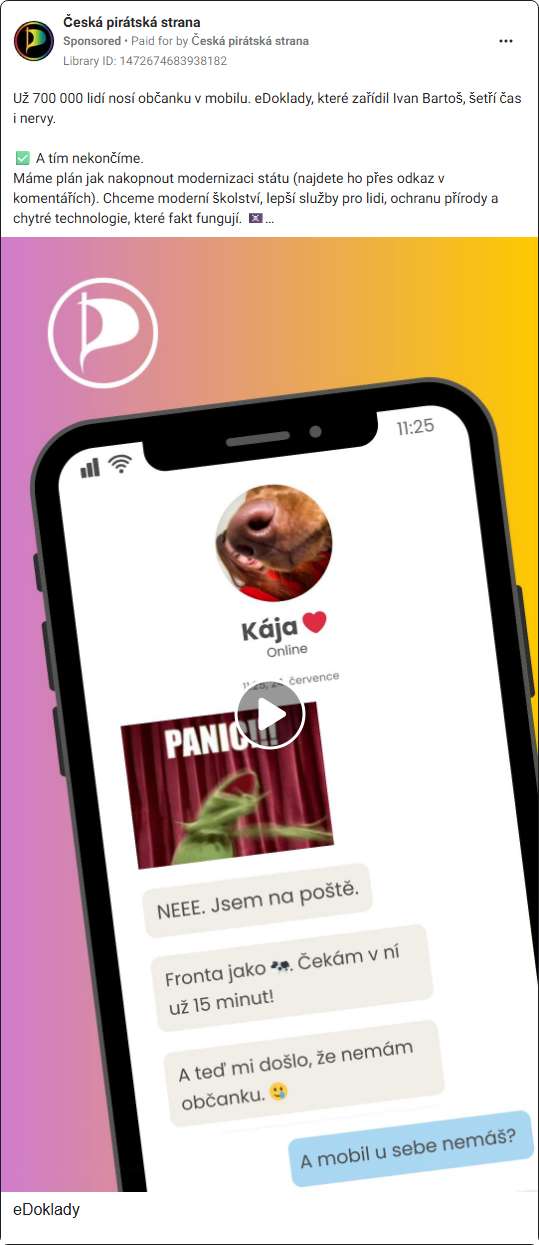 Česká pirátská strana
Sponsored • Paid for by Česká pirátská strana
Library ID: 1472674683938182
Už 700 000 lidí nosí občanku v mobilu. eDoklady, které zařídil Ivan Bartoš, šetří čas
i nervy.
✅ A tím nekončíme.
Máme plán jak nakopnout modernizaci státu (najdete ho přes odkaz v
komentářích). Chceme moderní školství, lepší služby pro lidi, ochranu přírody a
chytré technologie, které fakt fungují. 🏴‍☠️...
11:25
Kája ❤️
Online
července
PANIC!!!
NEEE. Jsem na poště.
Fronta jako 🐄. Čekám v ní
už 15 minut!
A teď mi došlo, že nemám
občanku. 🥲
A mobil u sebe nemáš?
eDoklady